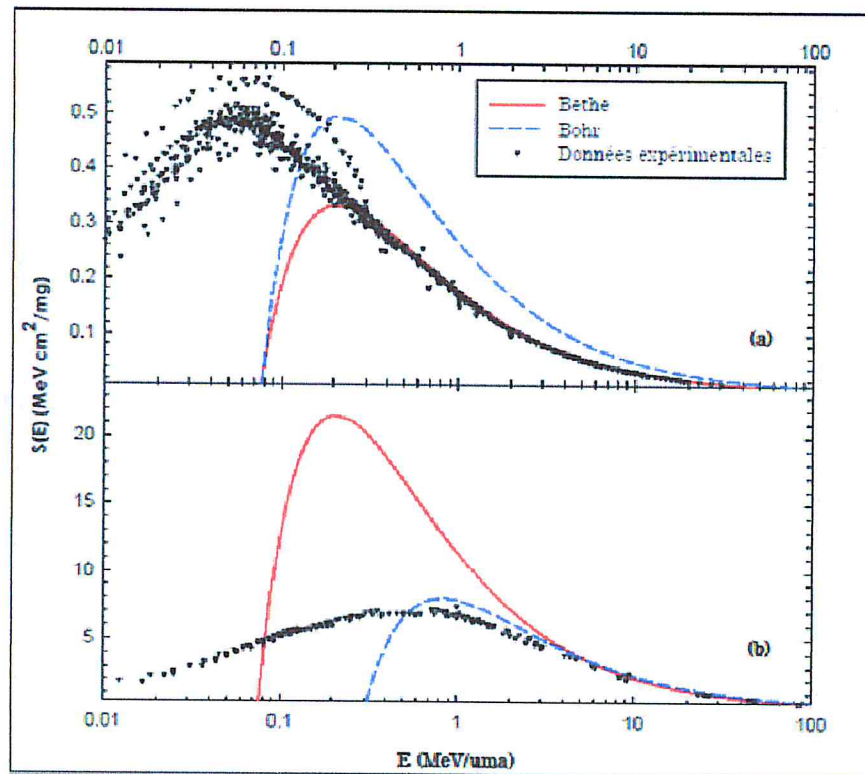 0.01 0.1 1 10 100
Bethe
Bohr
Données expérimentales
0.5
0.4
0.3
0.2
0.1
(a)
S(E) (MeV cm²/mg)
20
15
10
5
(b)
0.01 0.1 1 10 100
E (MeV/uma)